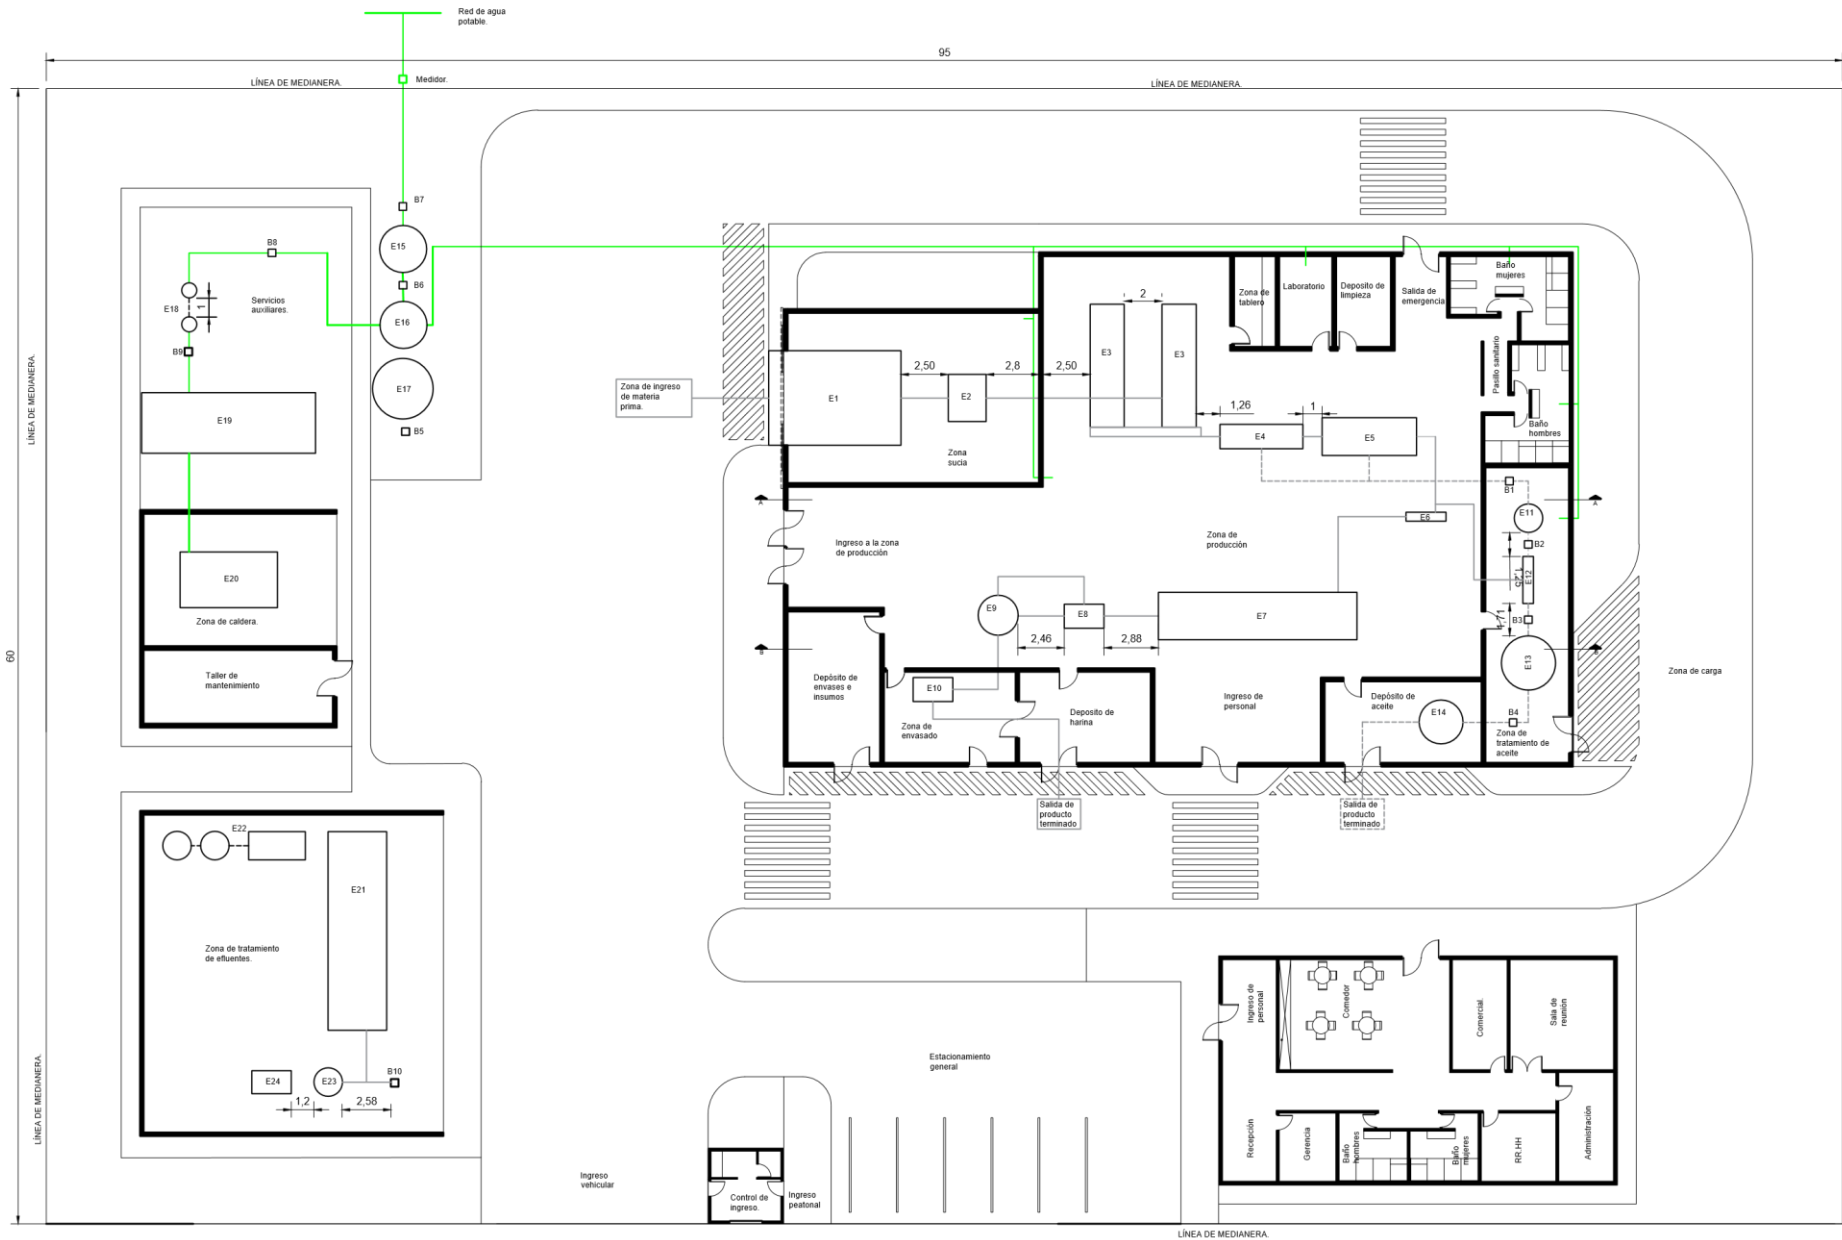 Red de agua
potable.
95
Medidor.
LÍNEA DE MEDIANERA.
LÍNEA DE MEDIANERA.
LÍNEA DE MEDIANERA.
LÍNEA DE MEDIANERA.
60
B7
E15
B6
E16
E17
B5
B8
E18
1
Servicios
auxiliares.
B9
E19
E20
Zona de caldera.
Taller de
mantenimiento
E22
E21
Zona de tratamiento
de efluentes.
E24
E23
B10
1,2
2,58
Zona de ingreso
de materia
prima.
E1
2,50
E2
2,8
2,50
Zona
sucia
E3
2
E3
Zona de
tablero
Laboratorio
Deposito de
limpieza
Salida de
emergencia
Baño
mujeres
Pasillo sanitario
Baño
hombres
1,26
1
E4
E5
E6
B1
E11
B2
E12
B3
1,71
E13
B4
Zona de
tratamiento de
aceite
A
A
Ingreso a la zona
de producción
Zona de
producción
E9
E8
E7
2,46
2,88
B
B
Depósito de
envases e
insumos
E10
Zona de
envasado
Deposito de
harina
Ingreso de
personal
Depósito de
aceite
E14
Salida de
producto
terminado
Salida de
producto
terminado
Zona de carga
Ingreso de
personal
Comedor
Comercial.
Sala de
reunión
Recepción
Gerencia
Baño
hombres
Baño
mujeres
RR.HH
Administración
Estacionamiento
general
Ingreso
vehicular
Control de
ingreso.
Ingreso
peatonal
LÍNEA DE MEDIANERA.